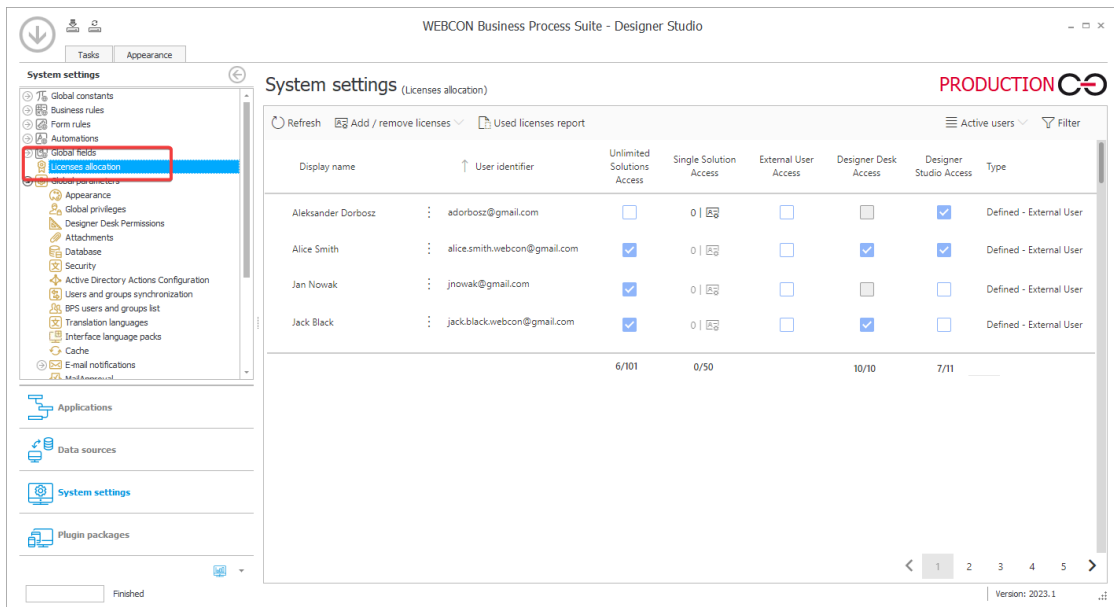 WEBCON Business Process Suite - Designer Studio
Tasks
Appearance
System settings
Global constants
Business rules
Form rules
Automations
Global fields
Licenses allocation
Global parameters
Appearance
Global privileges
Designer Desk Permissions
Attachments
Database
Security
Active Directory Actions Configuration
Users and groups synchronization
BPS users and groups list
Translation languages
Interface language packs
Cache
E-mail notifications
MailApproval
Applications
Data sources
System settings
Plugin packages
Finished
System settings (Licenses allocation)
PRODUCTION
Refresh Add / remove licenses Used licenses report Active users Filter
Display name User identifier Unlimited Solutions Access Single Solution Access External User Access Designer Desk Access Designer Studio Access Type
Aleksander Dorbosz adorbosz@gmail.com 0 | Defined - External User
Alice Smith alice.smith.webcon@gmail.com 0 | Defined - External User
Jan Nowak jnowak@gmail.com 0 | Defined - External User
Jack Black jack.black.webcon@gmail.com 0 | Defined - External User
6/101 0/50 10/10 7/11
1 2 3 4 5
Version: 2023.1